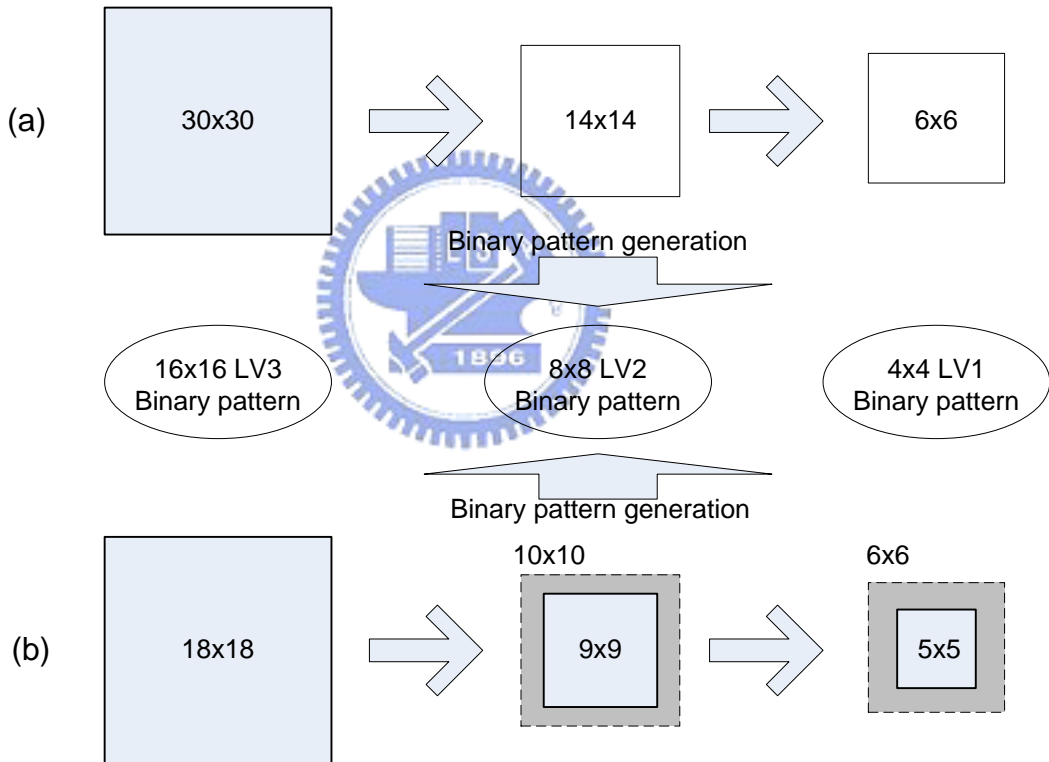 (a)
30x30
14x14
6x6
Binary pattern generation
16x16 LV3
Binary pattern
8x8 LV2
Binary pattern
4x4 LV1
Binary pattern
1896
Binary pattern generation
(b)
18x18
10x10
9x9
6x6
5x5